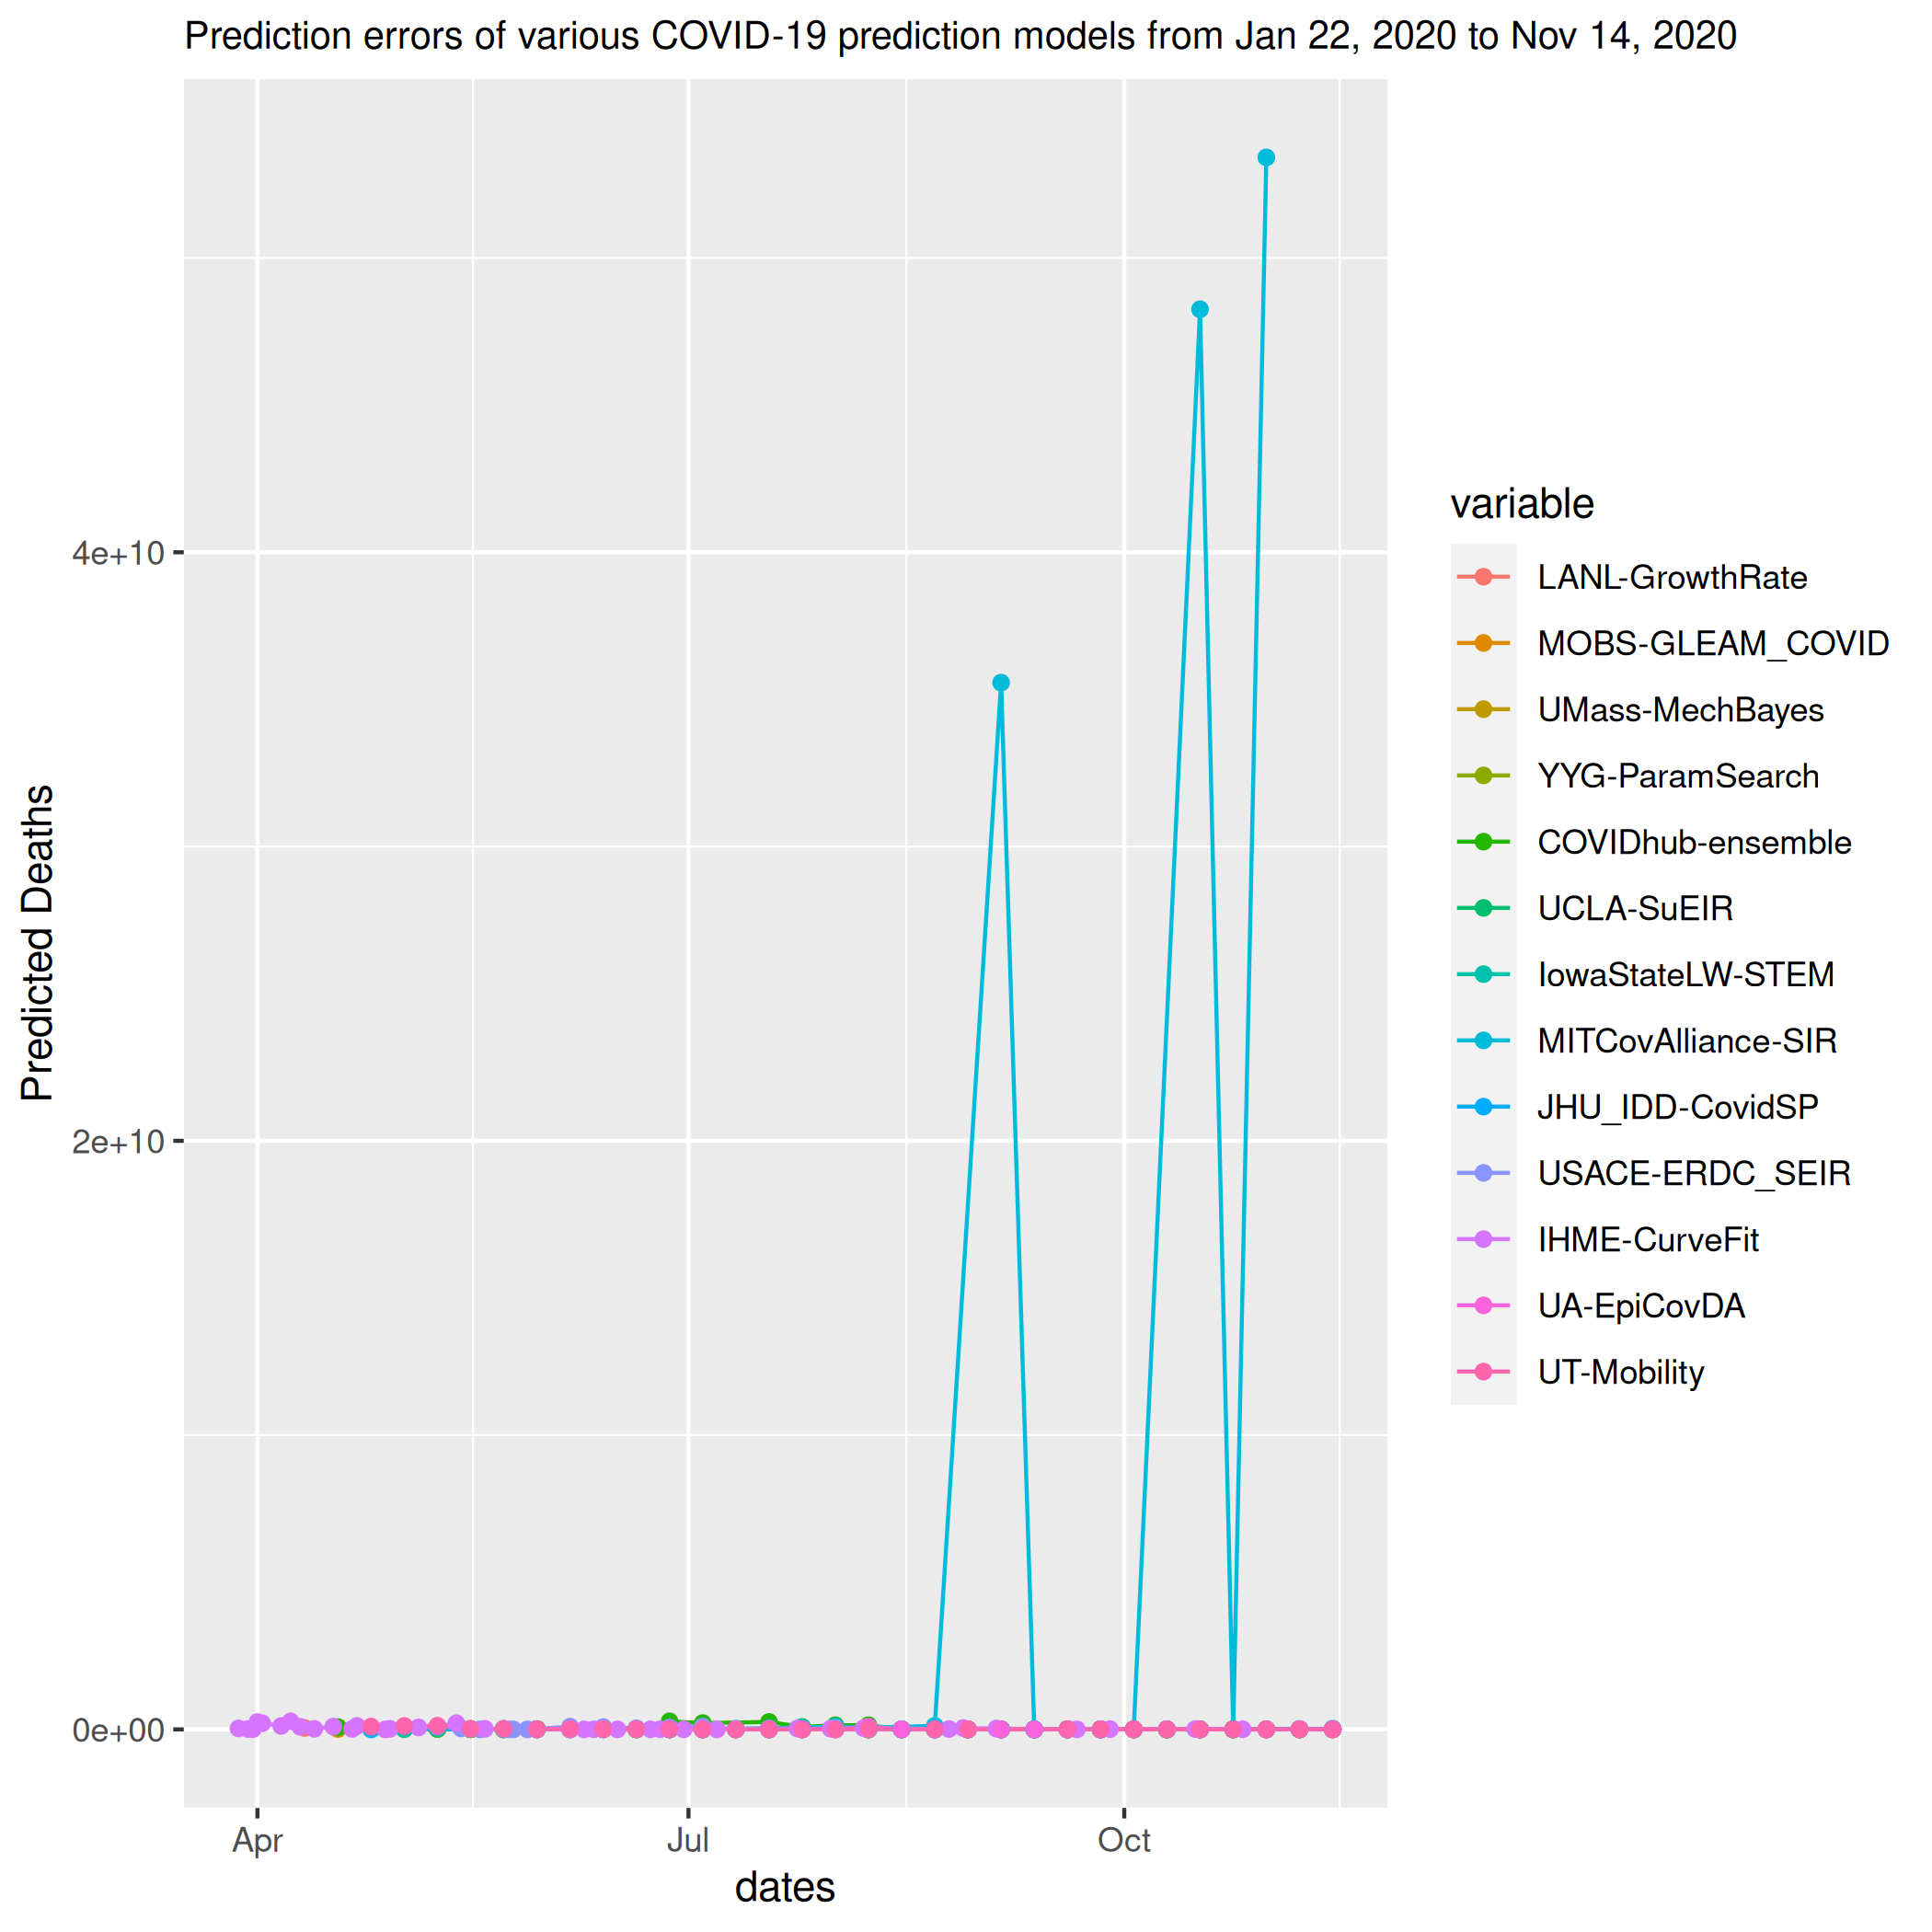 Prediction errors of various COVID-19 prediction models from Jan 22, 2020 to Nov 14, 2020
Predicted Deaths
4e+10
2e+10
0e+00
Apr
Jul
Oct
dates
variable
LANL-GrowthRate
MOBS-GLEAM_COVID
UMass-MechBayes
YYG-ParamSearch
COVIDhub-ensemble
UCLA-SuEIR
IowaStateLW-STEM
MITCovAlliance-SIR
JHU_IDD-CovidSP
USACE-ERDC_SEIR
IHME-CurveFit
UA-EpiCovDA
UT-Mobility